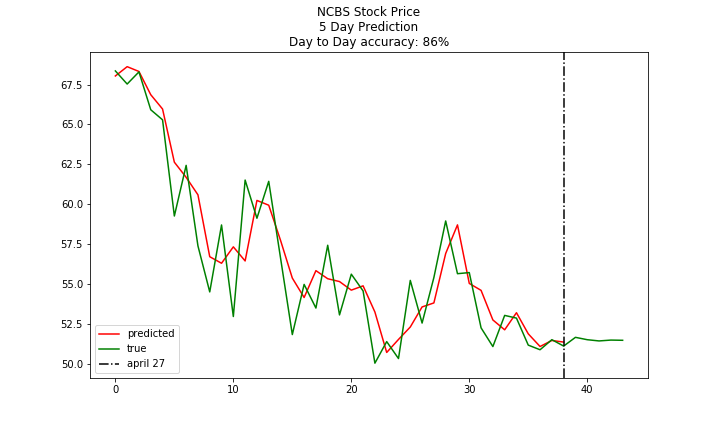 NCBS Stock Price
5 Day Prediction
Day to Day accuracy: 86%
67.5
65.0
62.5
60.0
57.5
55.0
52.5
50.0
predicted
true
april 27
0
10
20
30
40